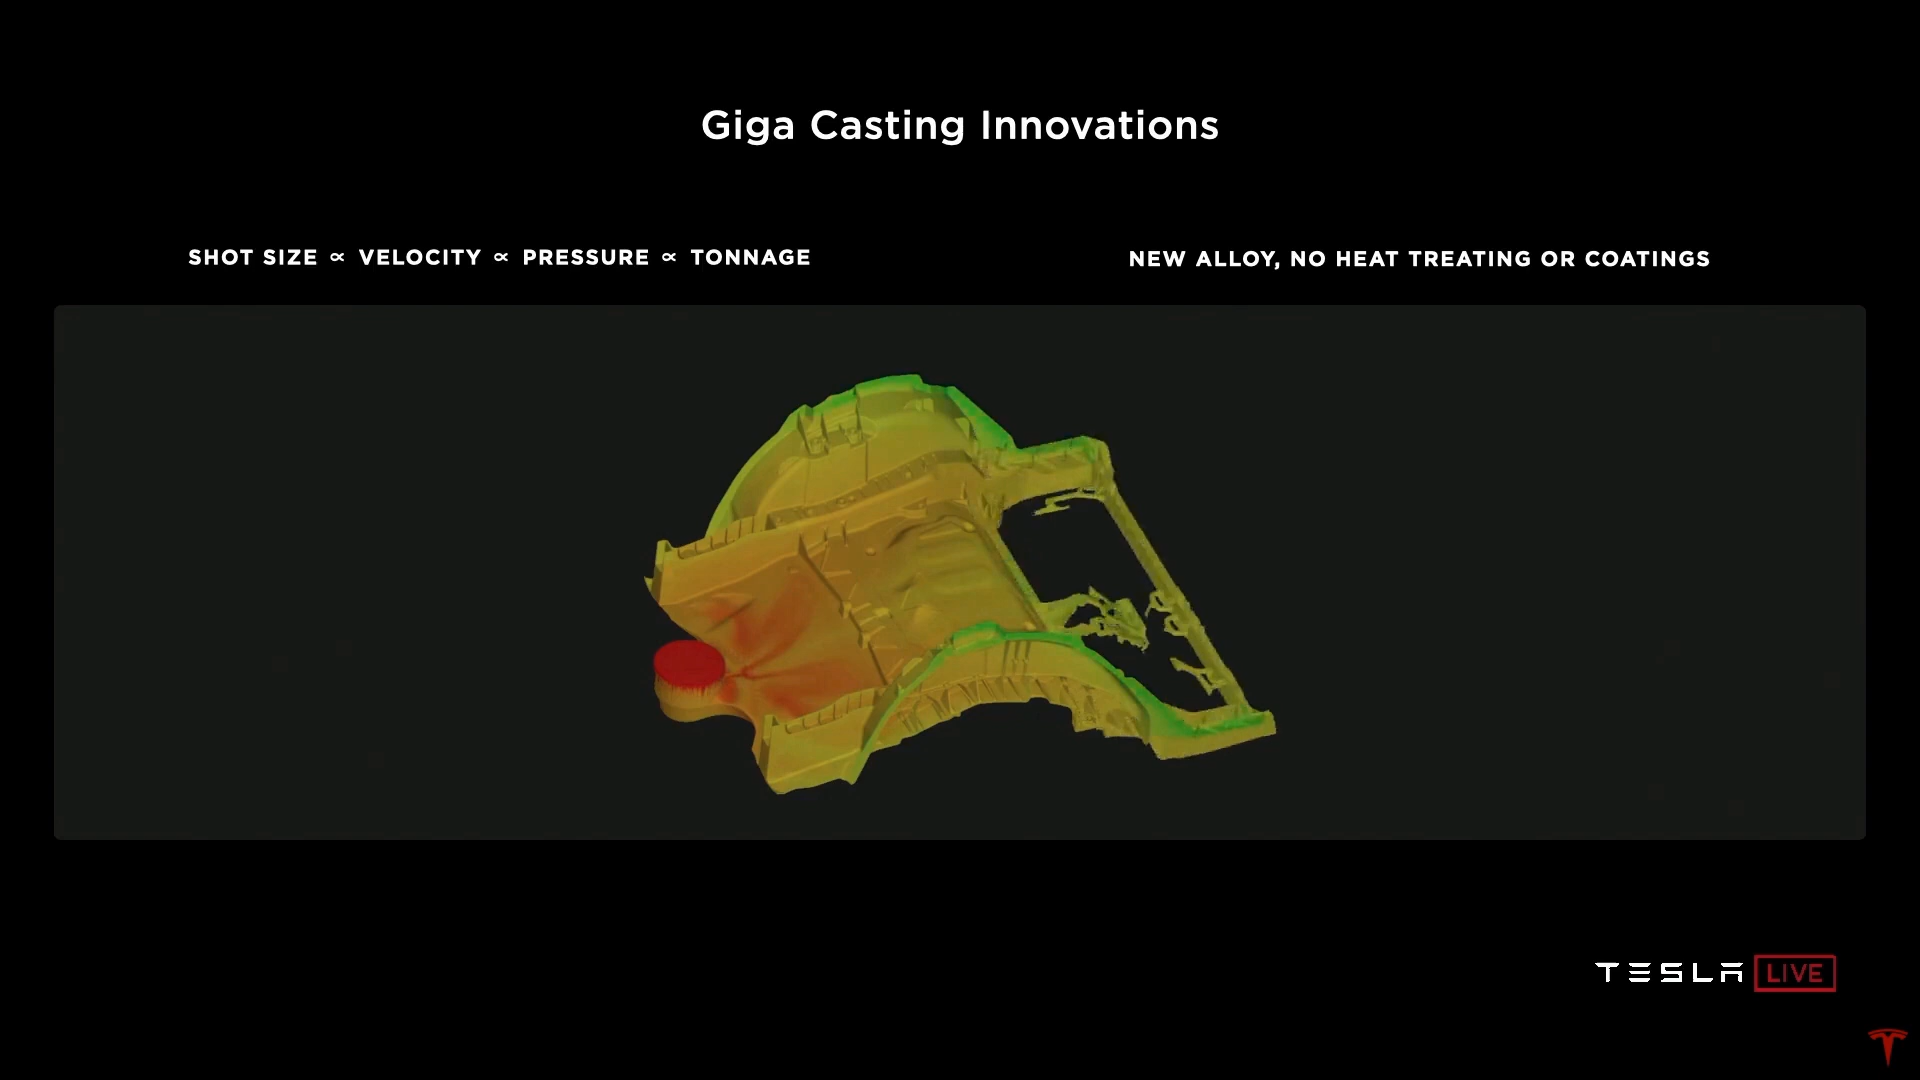 Giga Casting Innovations
SHOT SIZE ∝ VELOCITY ∝ PRESSURE ∝ TONNAGE
NEW ALLOY, NO HEAT TREATING OR COATINGS
TESLA LIVE